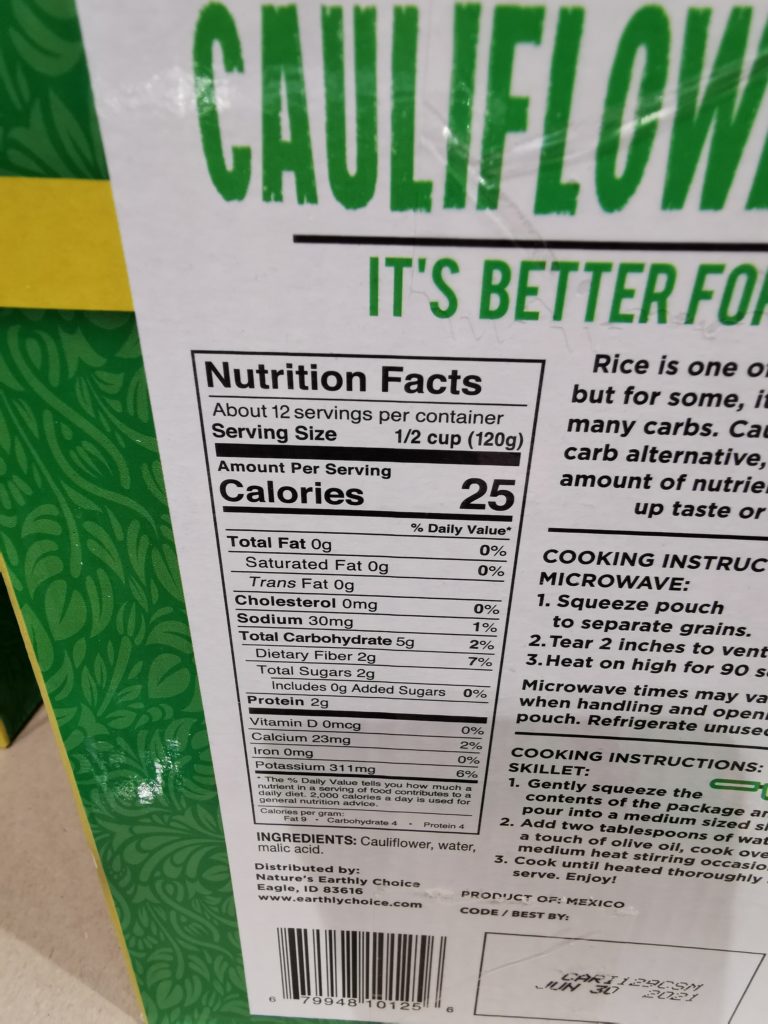 CAULIFLOW
IT'S BETTER FOR
Nutrition Facts
About 12 servings per container
Serving Size 1/2 cup (120g)
Amount Per Serving
Calories 25
% Daily Value*
Total Fat 0g 0%
Saturated Fat 0g 0%
Trans Fat 0g
Cholesterol 0mg 0%
Sodium 30mg 1%
Total Carbohydrate 5g 2%
Dietary Fiber 2g 7%
Total Sugars 2g
Includes 0g Added Sugars 0%
Protein 2g
Vitamin D 0mcg 0%
Calcium 23mg 2%
Iron 0mg 0%
Potassium 311mg 6%
* The % Daily Value tells you how much a
nutrient in a serving of food contributes to a
daily diet. 2,000 calories a day is used for
general nutrition advice.
Calories per gram:
Fat 9 • Carbohydrate 4 • Protein 4
INGREDIENTS: Cauliflower, water,
malic acid.
Distributed by:
Nature's Earthly Choice
Eagle, ID 83616
www.earthlychoice.com
6 79948 10125 6
Rice is one of
but for some, it
many carbs. Cau
carb alternative,
amount of nutrie
up taste or
COOKING INSTRUC
MICROWAVE:
1. Squeeze pouch
to separate grains.
2. Tear 2 inches to vent
3. Heat on high for 90 s
Microwave times may va
when handling and openi
pouch. Refrigerate unused
COOKING INSTRUCTIONS:
SKILLET:
1. Gently squeeze the
contents of the package an
pour into a medium sized s
2. Add two tablespoons of wat
a touch of olive oil, cook ove
medium heat stirring occasio
3. Cook until heated thoroughly
serve. Enjoy!
PRODUCT OF: MEXICO
CODE / BEST BY:
JUN 30 2021